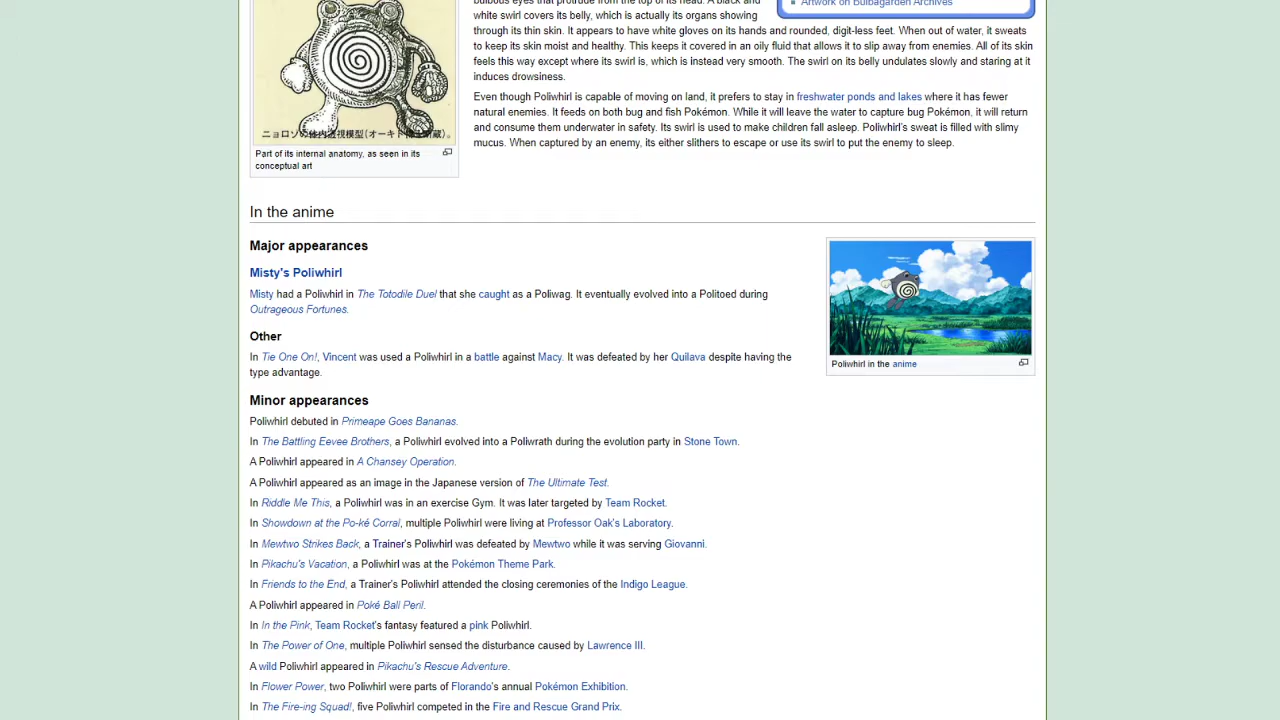 bulbous eyes that protrude from the top of its head. A black and
white swirl covers its belly, which is actually its organs showing
through its thin skin. It appears to have white gloves on its hands and rounded, digit-less feet. When out of water, it sweats
to keep its skin moist and healthy. This keeps it covered in an oily fluid that allows it to slip away from enemies. All of its skin
feels this way except where its swirl is, which is instead very smooth. The swirl on its belly undulates slowly and staring at it
induces drowsiness.
Artwork on Bulbagarden Archives
Even though Poliwhirl is capable of moving on land, it prefers to stay in freshwater ponds and lakes where it has fewer
natural enemies. It feeds on both bug and fish Pokémon. While it will leave the water to capture bug Pokémon, it will return
and consume them underwater in safety. Its swirl is used to make children fall asleep. Poliwhirl's sweat is filled with slimy
mucus. When captured by an enemy, its either slithers to escape or use its swirl to put the enemy to sleep.
ニョロゾの体内透視模型(オーキド
Part of its internal anatomy, as seen in its
conceptual art
In the anime
Major appearances
Misty's Poliwhirl
Misty had a Poliwhirl in The Totodile Duel that she caught as a Poliwag. It eventually evolved into a Politoed during
Outrageous Fortunes.
Other
In Tie One On!, Vincent was used a Poliwhirl in a battle against Macy. It was defeated by her Quilava despite having the
type advantage.
Poliwhirl in the anime
Minor appearances
Poliwhirl debuted in Primeape Goes Bananas.
In The Battling Eevee Brothers, a Poliwhirl evolved into a Poliwrath during the evolution party in Stone Town.
A Poliwhirl appeared in A Chansey Operation.
A Poliwhirl appeared as an image in the Japanese version of The Ultimate Test.
In Riddle Me This, a Poliwhirl was in an exercise Gym. It was later targeted by Team Rocket.
In Showdown at the Po-ké Corral, multiple Poliwhirl were living at Professor Oak's Laboratory.
In Mewtwo Strikes Back, a Trainer's Poliwhirl was defeated by Mewtwo while it was serving Giovanni.
In Pikachu's Vacation, a Poliwhirl was at the Pokémon Theme Park.
In Friends to the End, a Trainer's Poliwhirl attended the closing ceremonies of the Indigo League.
A Poliwhirl appeared in Poké Ball Peril.
In In the Pink, Team Rocket's fantasy featured a pink Poliwhirl.
In The Power of One, multiple Poliwhirl sensed the disturbance caused by Lawrence III.
A wild Poliwhirl appeared in Pikachu's Rescue Adventure.
In Flower Power, two Poliwhirl were parts of Florando's annual Pokémon Exhibition.
In The Fire-ing Squad!, five Poliwhirl competed in the Fire and Rescue Grand Prix.